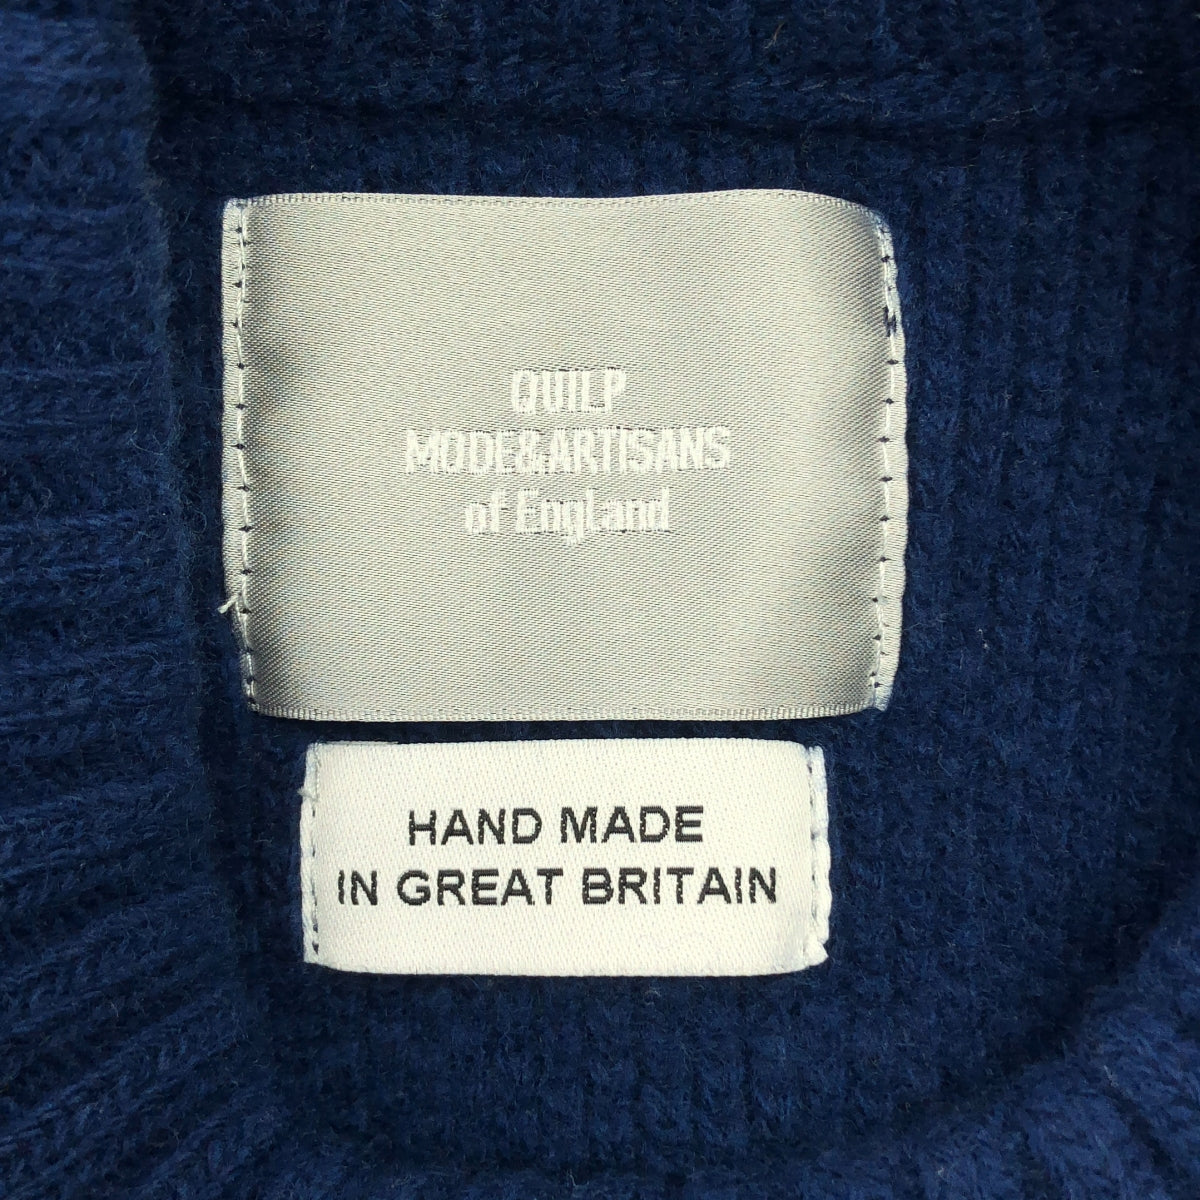 QUILP
MODE&ARTISANS
of England
HAND MADE
IN GREAT BRITAIN